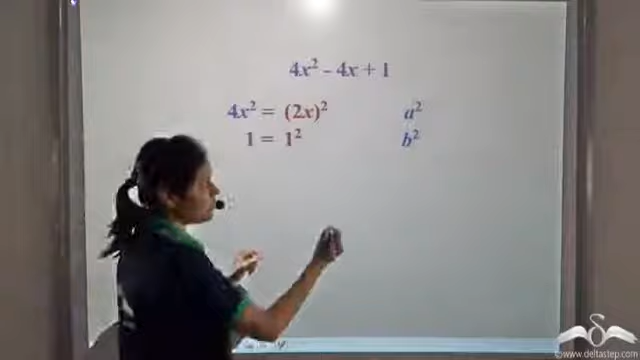 4x² - 4x + 1
4x² = (2x)² a²
1 = 1² b²
©www.deltastep.com